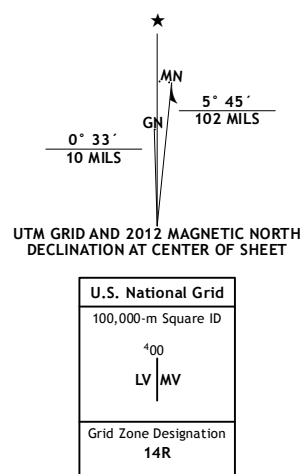 ★
MN
GN
5° 45´
102 MILS
0° 33´
10 MILS
UTM GRID AND 2012 MAGNETIC NORTH
DECLINATION AT CENTER OF SHEET
U.S. National Grid
100,000-m Square ID
⁴00
LV MV
Grid Zone Designation
14R